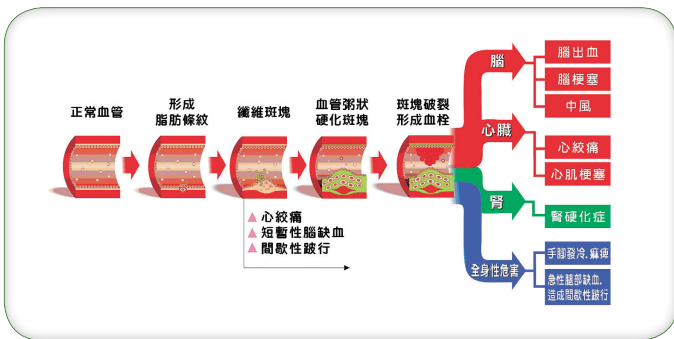 正常血管
形成
脂肪條紋
纖維斑塊
血管粥狀
硬化斑塊
斑塊破裂
形成血栓
▲ 心絞痛
▲ 短暫性腦缺血
▲ 間歇性跛行
腦
腦出血
腦梗塞
中風
心臟
心絞痛
心肌梗塞
腎
腎硬化症
全身性危害
手腳發冷.麻痺
急性腿部缺血.
造成間歇性跛行